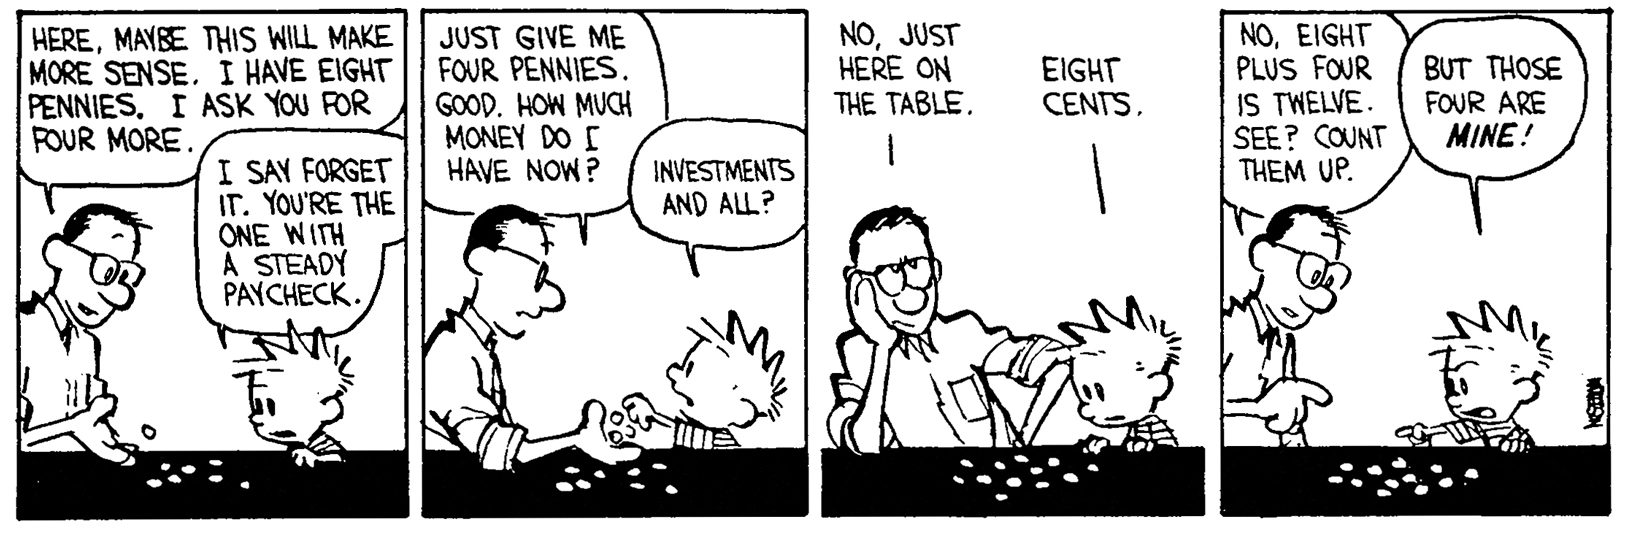 HERE, MAYBE THIS WILL MAKE
MORE SENSE. I HAVE EIGHT
PENNIES. I ASK YOU FOR
FOUR MORE.
I SAY FORGET
IT. YOU'RE THE
ONE WITH
A STEADY
PAYCHECK.
JUST GIVE ME
FOUR PENNIES.
GOOD. HOW MUCH
MONEY DO I
HAVE NOW?
INVESTMENTS
AND ALL?
NO, JUST
HERE ON
THE TABLE.
EIGHT
CENTS.
NO, EIGHT
PLUS FOUR
IS TWELVE.
SEE? COUNT
THEM UP.
BUT THOSE
FOUR ARE
MINE!